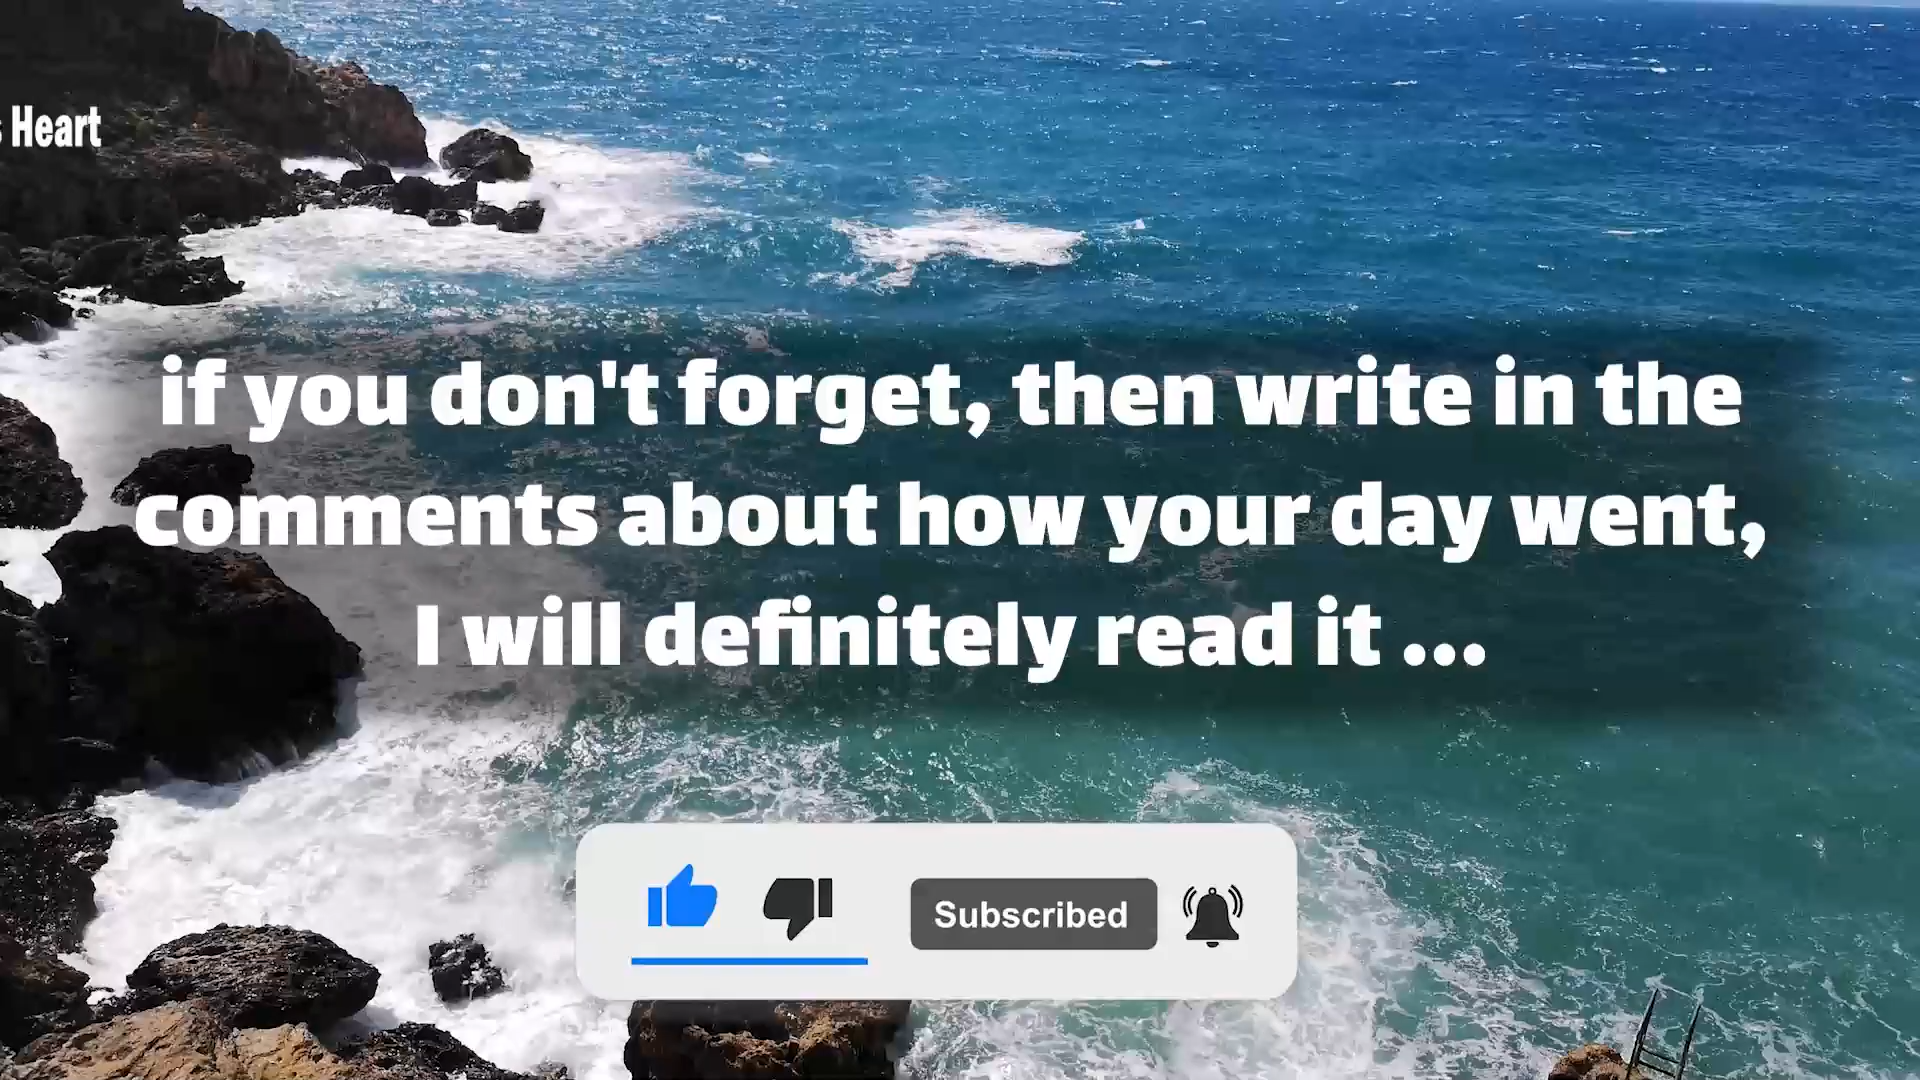 Heart
if you don't forget, then write in the
comments about how your day went,
I will definitely read it ...
Subscribed